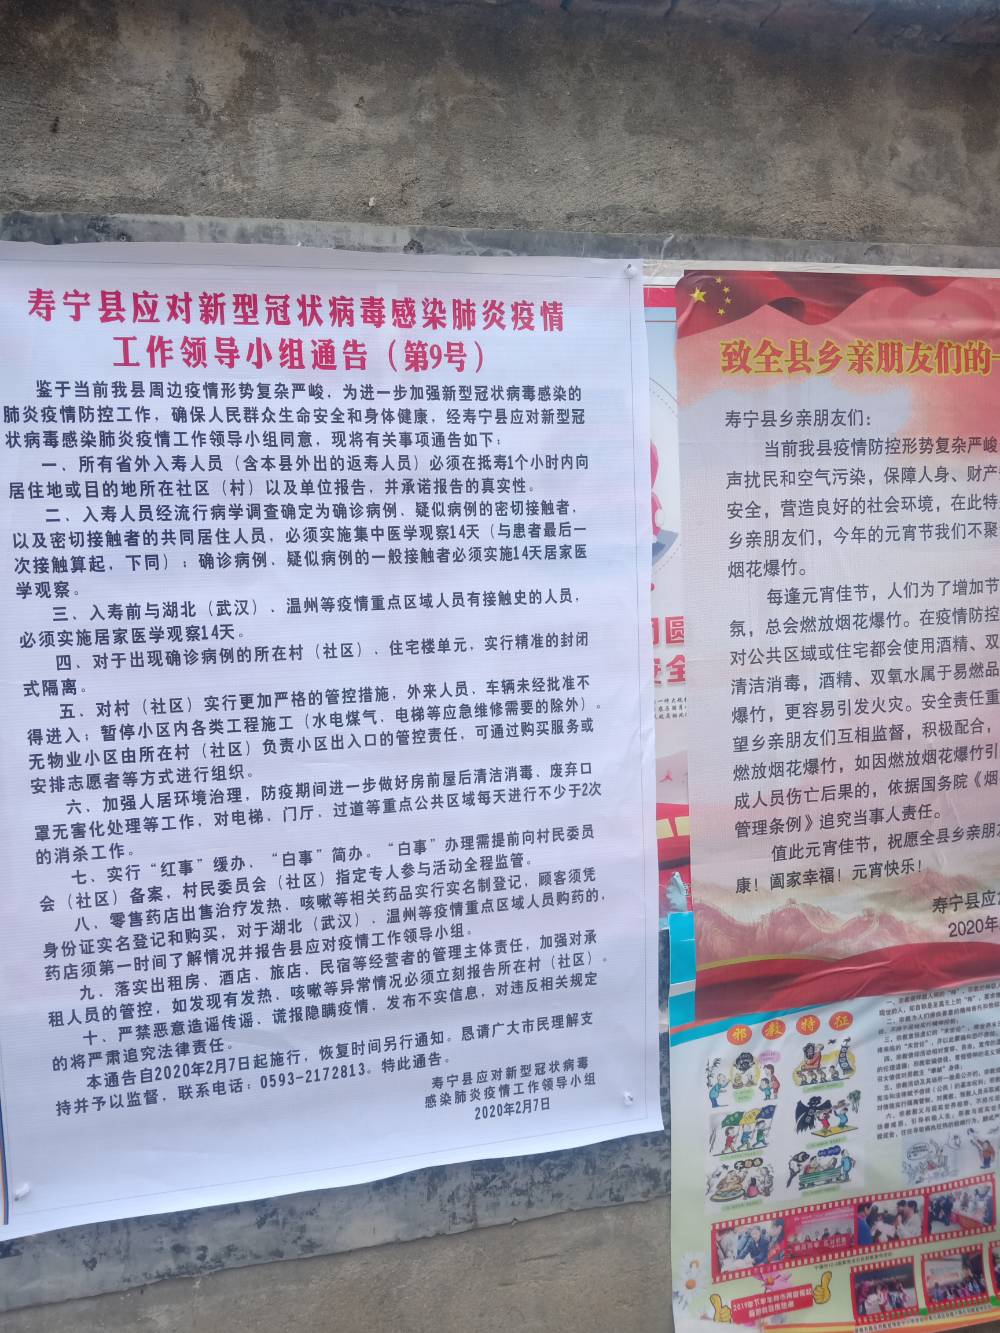 寿宁县应对新型冠状病毒感染肺炎疫情
工作领导小组通告（第9号）
鉴于当前我县周边疫情形势复杂严峻，为进一步加强新型冠状病毒感染的
肺炎疫情防控工作，确保人民群众生命安全和身体健康，经寿宁县应对新型冠
状病毒感染肺炎疫情工作领导小组同意，现将有关事项通告如下：
一、所有省外入寿人员（含本县外出的返寿人员）必须在抵寿1个小时内向
居住地或目的地所在社区（村）以及单位报告，并承诺报告的真实性。
二、入寿人员经流行病学调查确定为确诊病例、疑似病例的密切接触者，
以及密切接触者的共同居住人员，必须实施集中医学观察14天（与患者最后一
次接触算起，下同）；确诊病例、疑似病例的一般接触者必须实施14天居家医
学观察。
三、入寿前与湖北（武汉）、温州等疫情重点区域人员有接触史的人员，
必须实施居家医学观察14天。
四、对于出现确诊病例的所在村（社区）、住宅楼单元，实行精准的封闭
式隔离。
五、对村（社区）实行更加严格的管控措施，外来人员、车辆未经批准不
得进入；暂停小区内各类工程施工（水电煤气、电梯等应急维修需要的除外）。
无物业小区由所在村（社区）负责小区出入口的管控责任，可通过购买服务或
安排志愿者等方式进行组织。
六、加强人居环境治理，防疫期间进一步做好房前屋后清洁消毒、废弃口
罩无害化处理等工作，对电梯、门厅、过道等重点公共区域每天进行不少于2次
的消杀工作。
七、实行“红事”缓办、“白事”简办。“白事”办理需提前向村民委员
会（社区）备案，村民委员会（社区）指定专人参与活动全程监管。
八、零售药店出售治疗发热、咳嗽等相关药品实行实名制登记，顾客须凭
身份证实名登记和购买，对于湖北（武汉）、温州等疫情重点区域人员购药的，
药店须第一时间了解情况并报告县应对疫情工作领导小组。
九、落实出租房、酒店、旅店、民宿等经营者的管理主体责任，加强对承
租人员的管控，如发现有发热、咳嗽等异常情况必须立刻报告所在村（社区）。
十、严禁恶意造谣传谣、谎报隐瞒疫情，发布不实信息，对违反相关规定
的将严肃追究法律责任。
本通告自2020年2月7日起施行，恢复时间另行通知。恳请广大市民理解支
持并予以监督，联系电话：0593-2172813。特此通告。
寿宁县应对新型冠状病毒
感染肺炎疫情工作领导小组
2020年2月7日
致全县乡亲朋友们的一
寿宁县乡亲朋友们：
当前我县疫情防控形势复杂严峻
声扰民和空气污染，保障人身、财产
安全，营造良好的社会环境，在此特
乡亲朋友们，今年的元宵节我们不聚
烟花爆竹。
每逢元宵佳节，人们为了增加节
氛，总会燃放烟花爆竹。在疫情防控
对公共区域或住宅都会使用酒精、双
清洁消毒，酒精、双氧水属于易燃品
爆竹，更容易引发火灾。安全责任重
望乡亲朋友们互相监督，积极配合，
燃放烟花爆竹，如因燃放烟花爆竹引
成人员伤亡后果的，依据国务院《烟
管理条例》追究当事人责任。
值此元宵佳节，祝愿全县乡亲朋
康！阖家幸福！元宵快乐！
寿宁县应
2020年
圆
安全
邪教特征